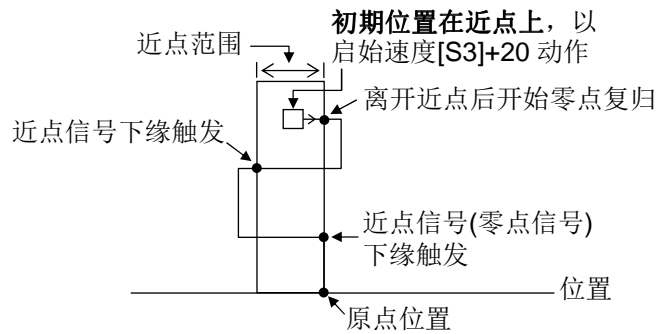 初期位置在近点上，以
启始速度[S3]+20 动作
近点范围
离开近点后开始零点复归
近点信号下缘触发
近点信号(零点信号)
下缘触发
位置
原点位置